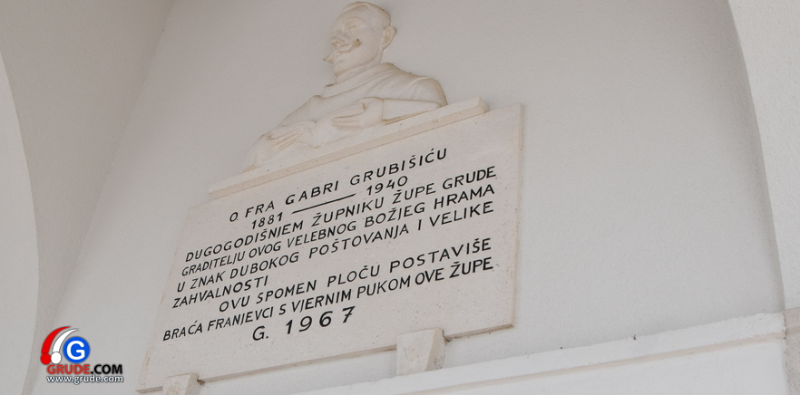 O. FRA GABRI GRUBIŠIĆU
1881 — 1940
DUGOGODIŠNJEM ŽUPNIKU ŽUPE GRUDE
GRADITELJU OVOG VELEBNOG BOŽJEG HRAMA
U ZNAK DUBOKOG POŠTOVANJA I VELIKE
ZAHVALNOSTI
OVU SPOMEN PLOČU POSTAVIŠE
BRAĆA FRANJEVCI S VJERNIM PUKOM OVE ŽUPE
G. 1967
G
GRUDE.COM
www.grude.com